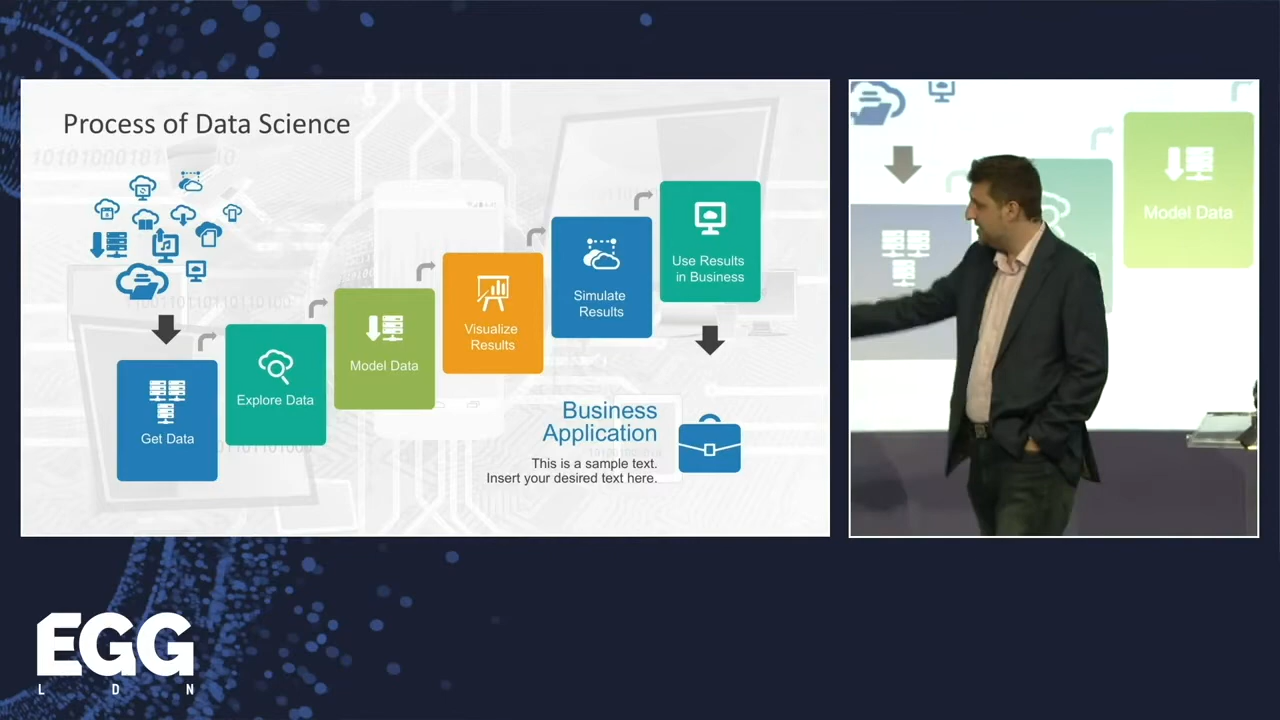 Process of Data Science
Get Data
Explore Data
Model Data
Visualize
Results
Simulate
Results
Use Results
in Business
Business
Application
This is a sample text.
Insert your desired text here.
Model Data
EGG
LDN